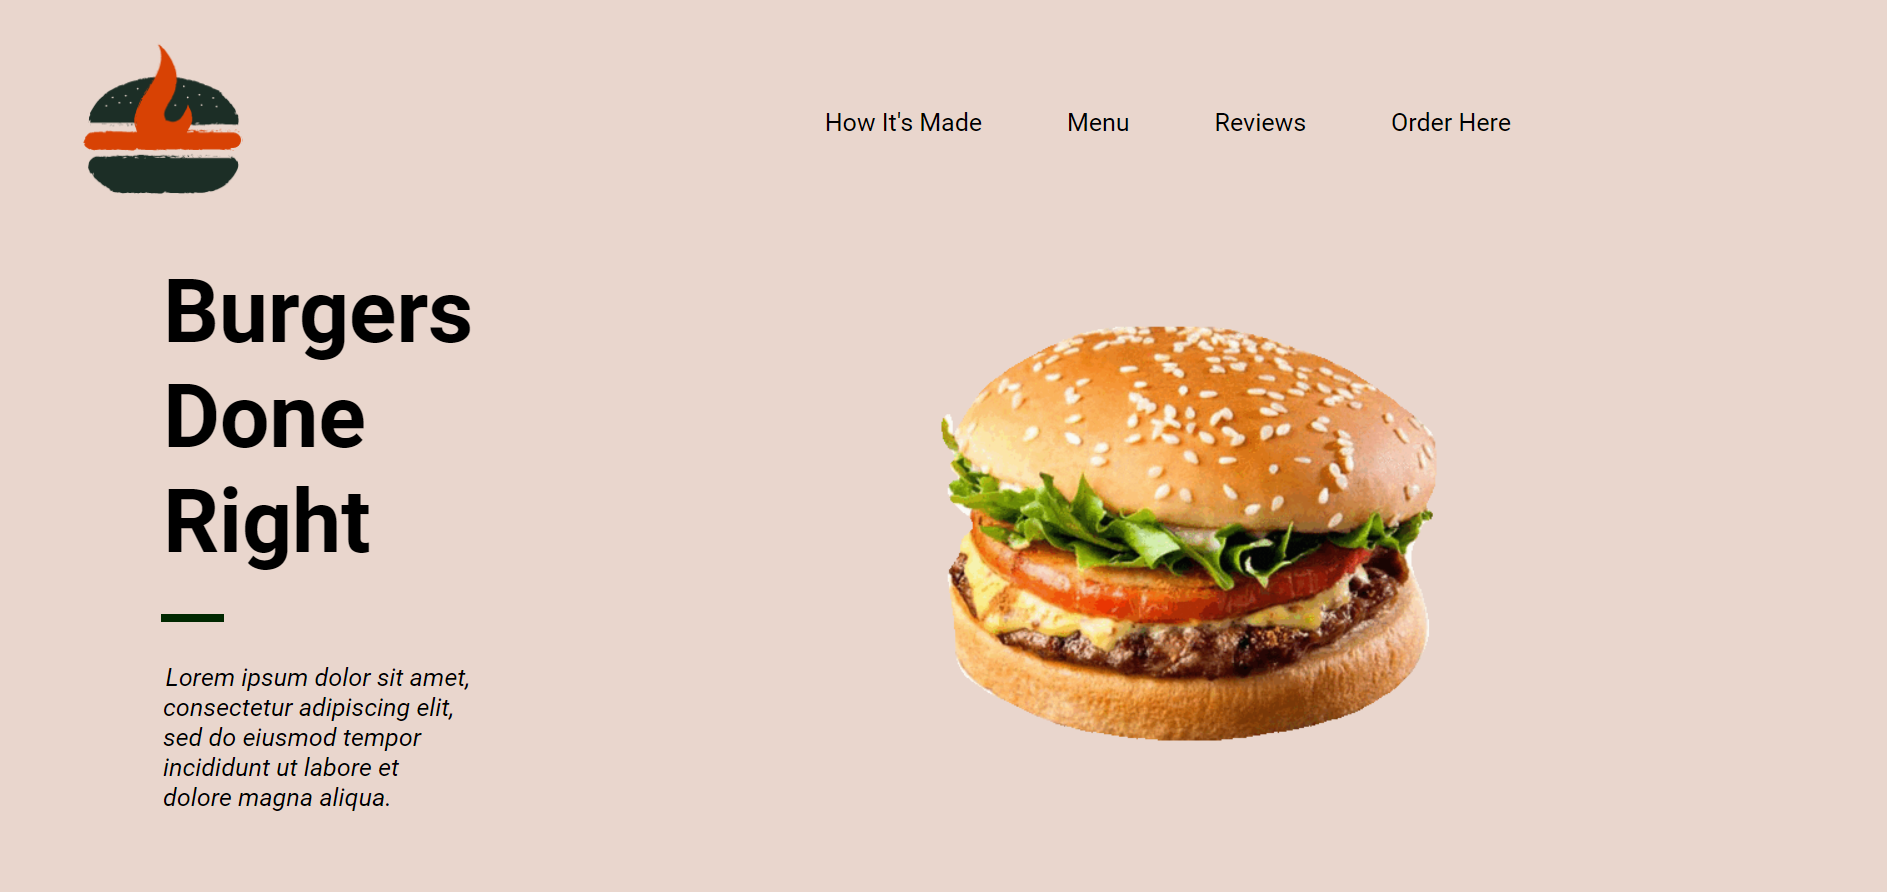 How It's Made Menu Reviews Order Here
Burgers
Done
Right
Lorem ipsum dolor sit amet,
consectetur adipiscing elit,
sed do eiusmod tempor
incididunt ut labore et
dolore magna aliqua.